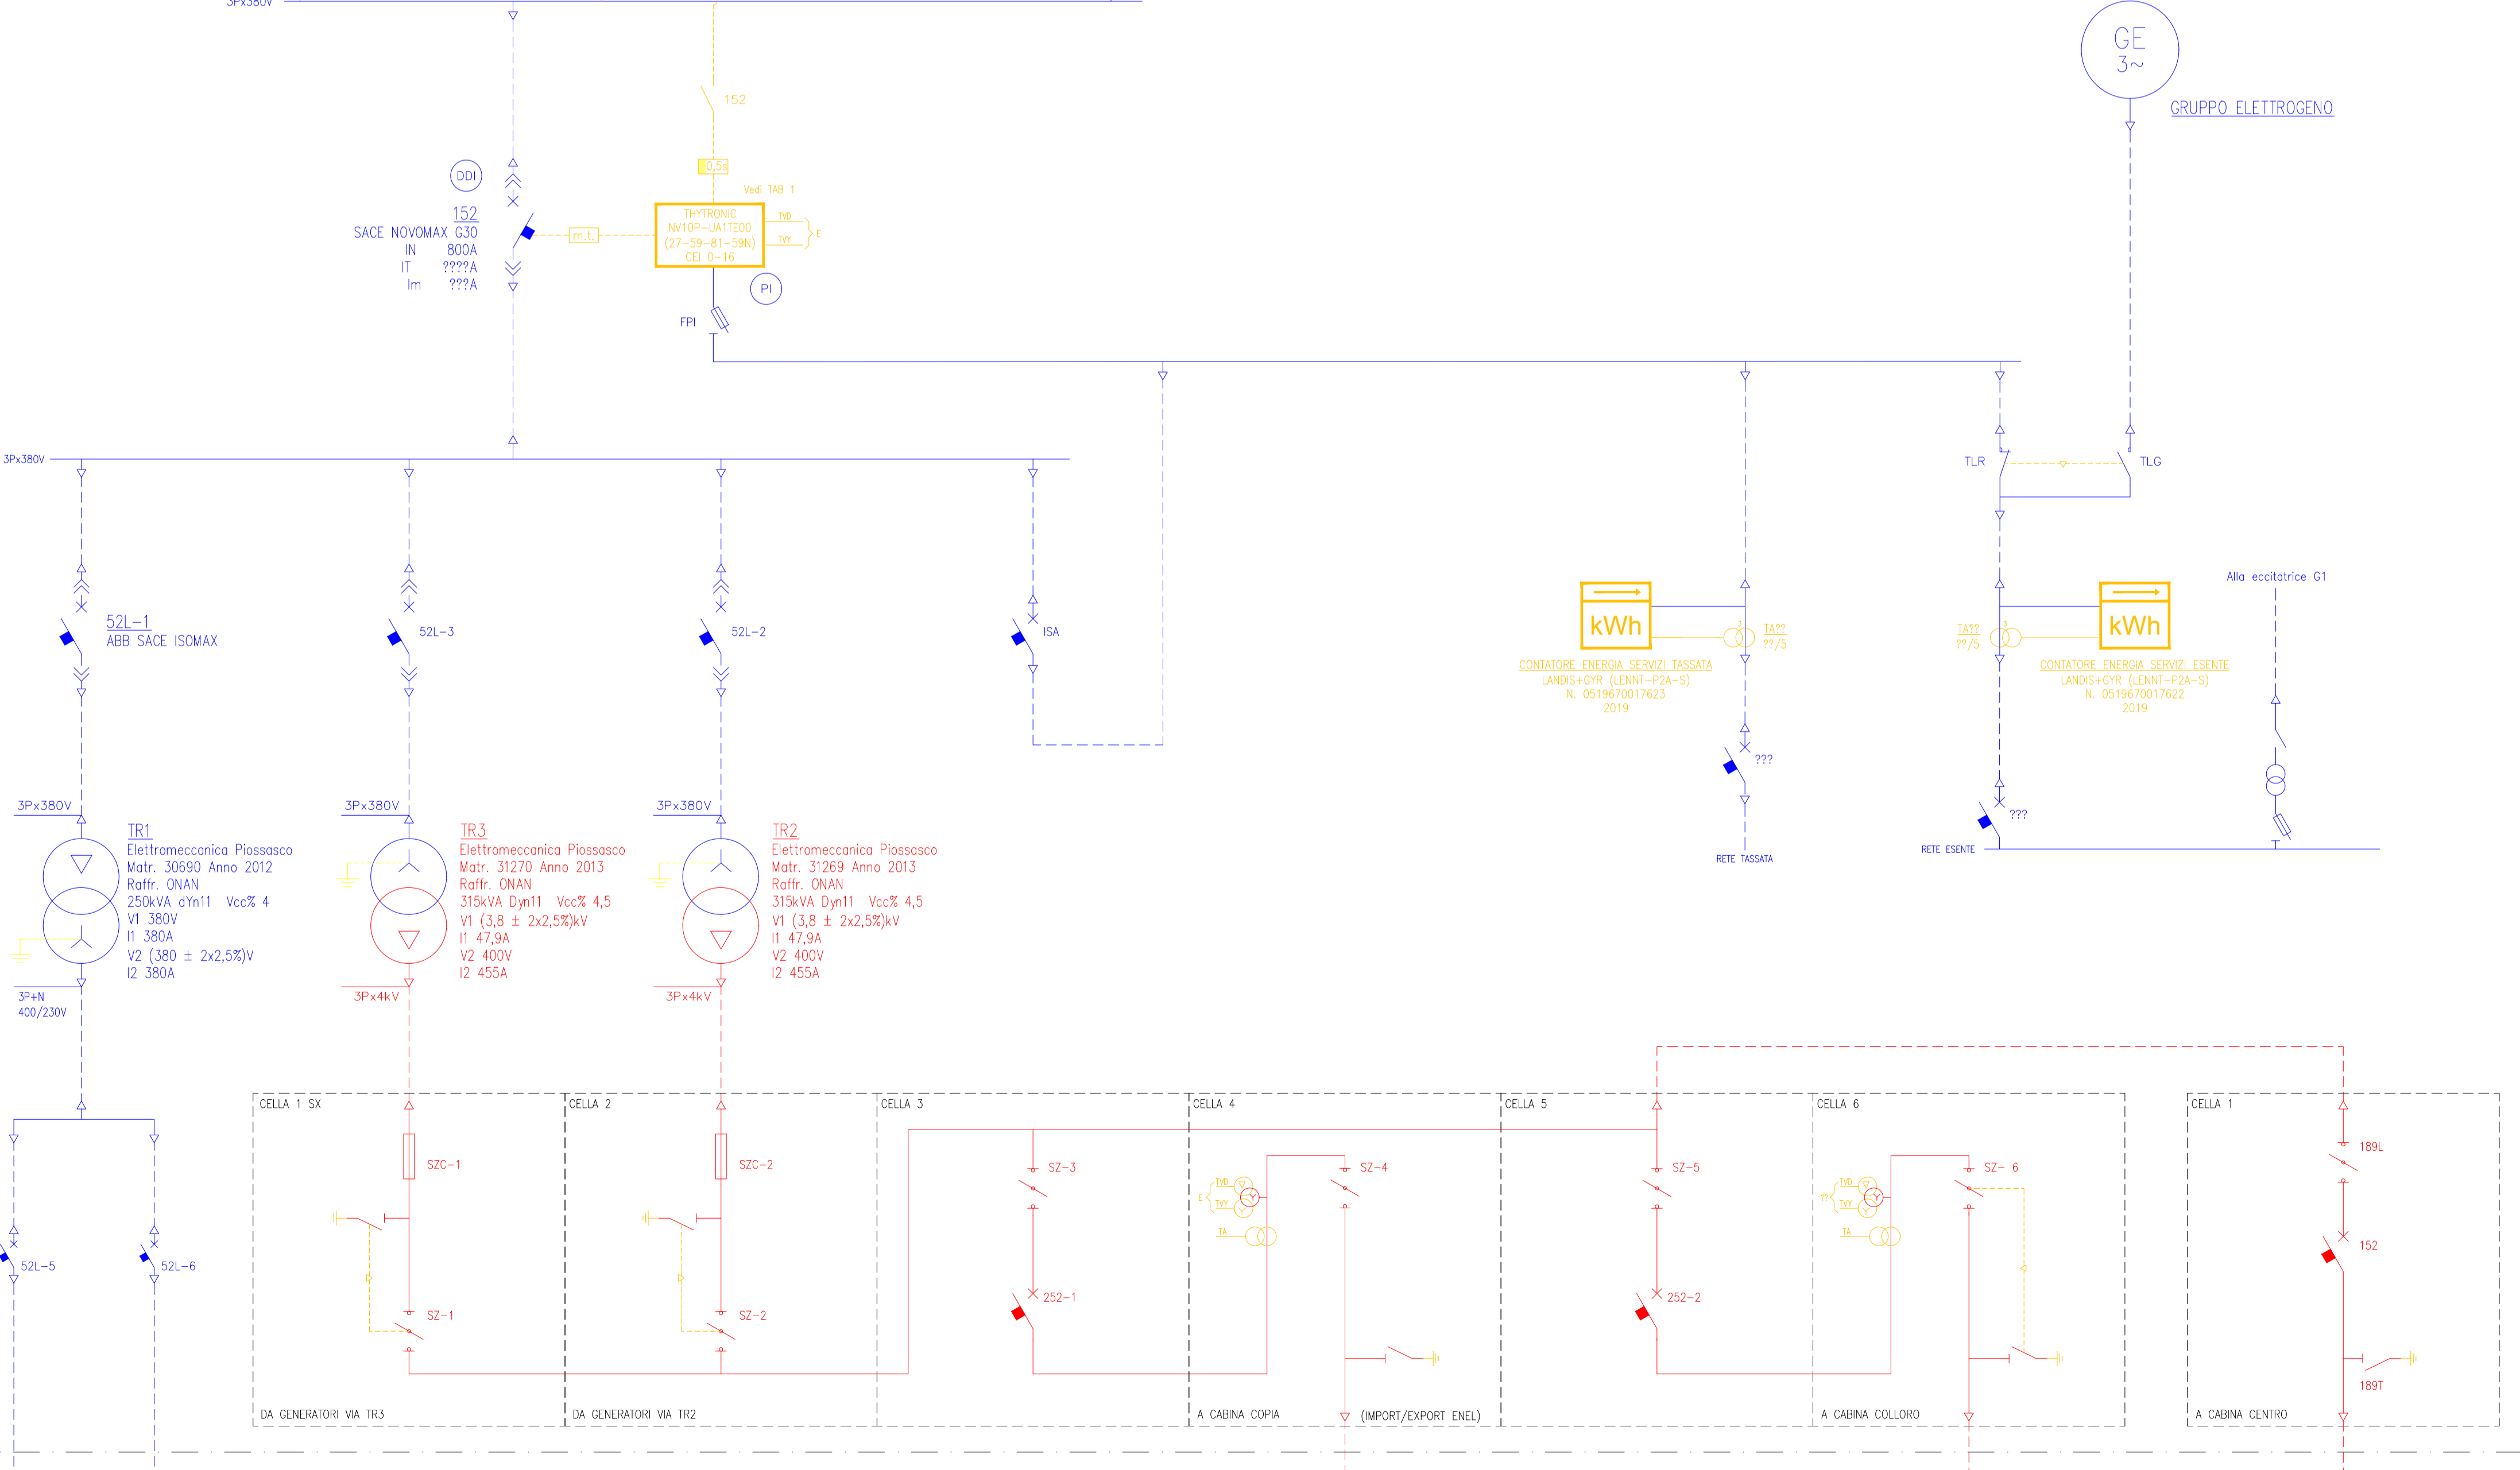 3Px380V
GE
3~
GRUPPO ELETTROGENO
152
0,5s
Vedi TAB 1
DDI
152
SACE NOVOMAX G30
IN 800A
IT ????A
Im ???A
m.t.
THYTRONIC
NV10P-UA1TE0D
(27-59-81-59N)
CEI 0-16
TVD
TVY
E
PI
FPI
3Px380V
TLR
TLG
52L-1
ABB SACE ISOMAX
52L-3
52L-2
ISA
kWh
CONTATORE ENERGIA SERVIZI TASSATA
LANDIS+GYR (LENNT-P2A-S)
N. 0519670017623
2019
3
TA??
??/5
TA??
??/5
3
kWh
CONTATORE ENERGIA SERVIZI ESENTE
LANDIS+GYR (LENNT-P2A-S)
N. 0519670017622
2019
Alla eccitatrice G1
???
RETE TASSATA
???
RETE ESENTE
3Px380V
TR1
Elettromeccanica Piossasco
Matr. 30690 Anno 2012
Raffr. ONAN
250kVA dYn11 Vcc% 4
V1 380V
I1 380A
V2 (380 ± 2x2,5%)V
I2 380A
3P+N
400/230V
3Px380V
TR3
Elettromeccanica Piossasco
Matr. 31270 Anno 2013
Raffr. ONAN
315kVA Dyn11 Vcc% 4,5
V1 (3,8 ± 2x2,5%)kV
I1 47,9A
V2 400V
I2 455A
3Px4kV
3Px380V
TR2
Elettromeccanica Piossasco
Matr. 31269 Anno 2013
Raffr. ONAN
315kVA Dyn11 Vcc% 4,5
V1 (3,8 ± 2x2,5%)kV
I1 47,9A
V2 400V
I2 455A
3Px4kV
52L-5
52L-6
CELLA 1 SX
SZC-1
SZ-1
DA GENERATORI VIA TR3
CELLA 2
SZC-2
SZ-2
DA GENERATORI VIA TR2
CELLA 3
SZ-3
252-1
CELLA 4
E
TVD
TVY
TA
SZ-4
A CABINA COPIA
(IMPORT/EXPORT ENEL)
CELLA 5
SZ-5
252-2
CELLA 6
??
TVD
TVY
TA
SZ- 6
A CABINA COLLORO
CELLA 1
189L
152
189T
A CABINA CENTRO